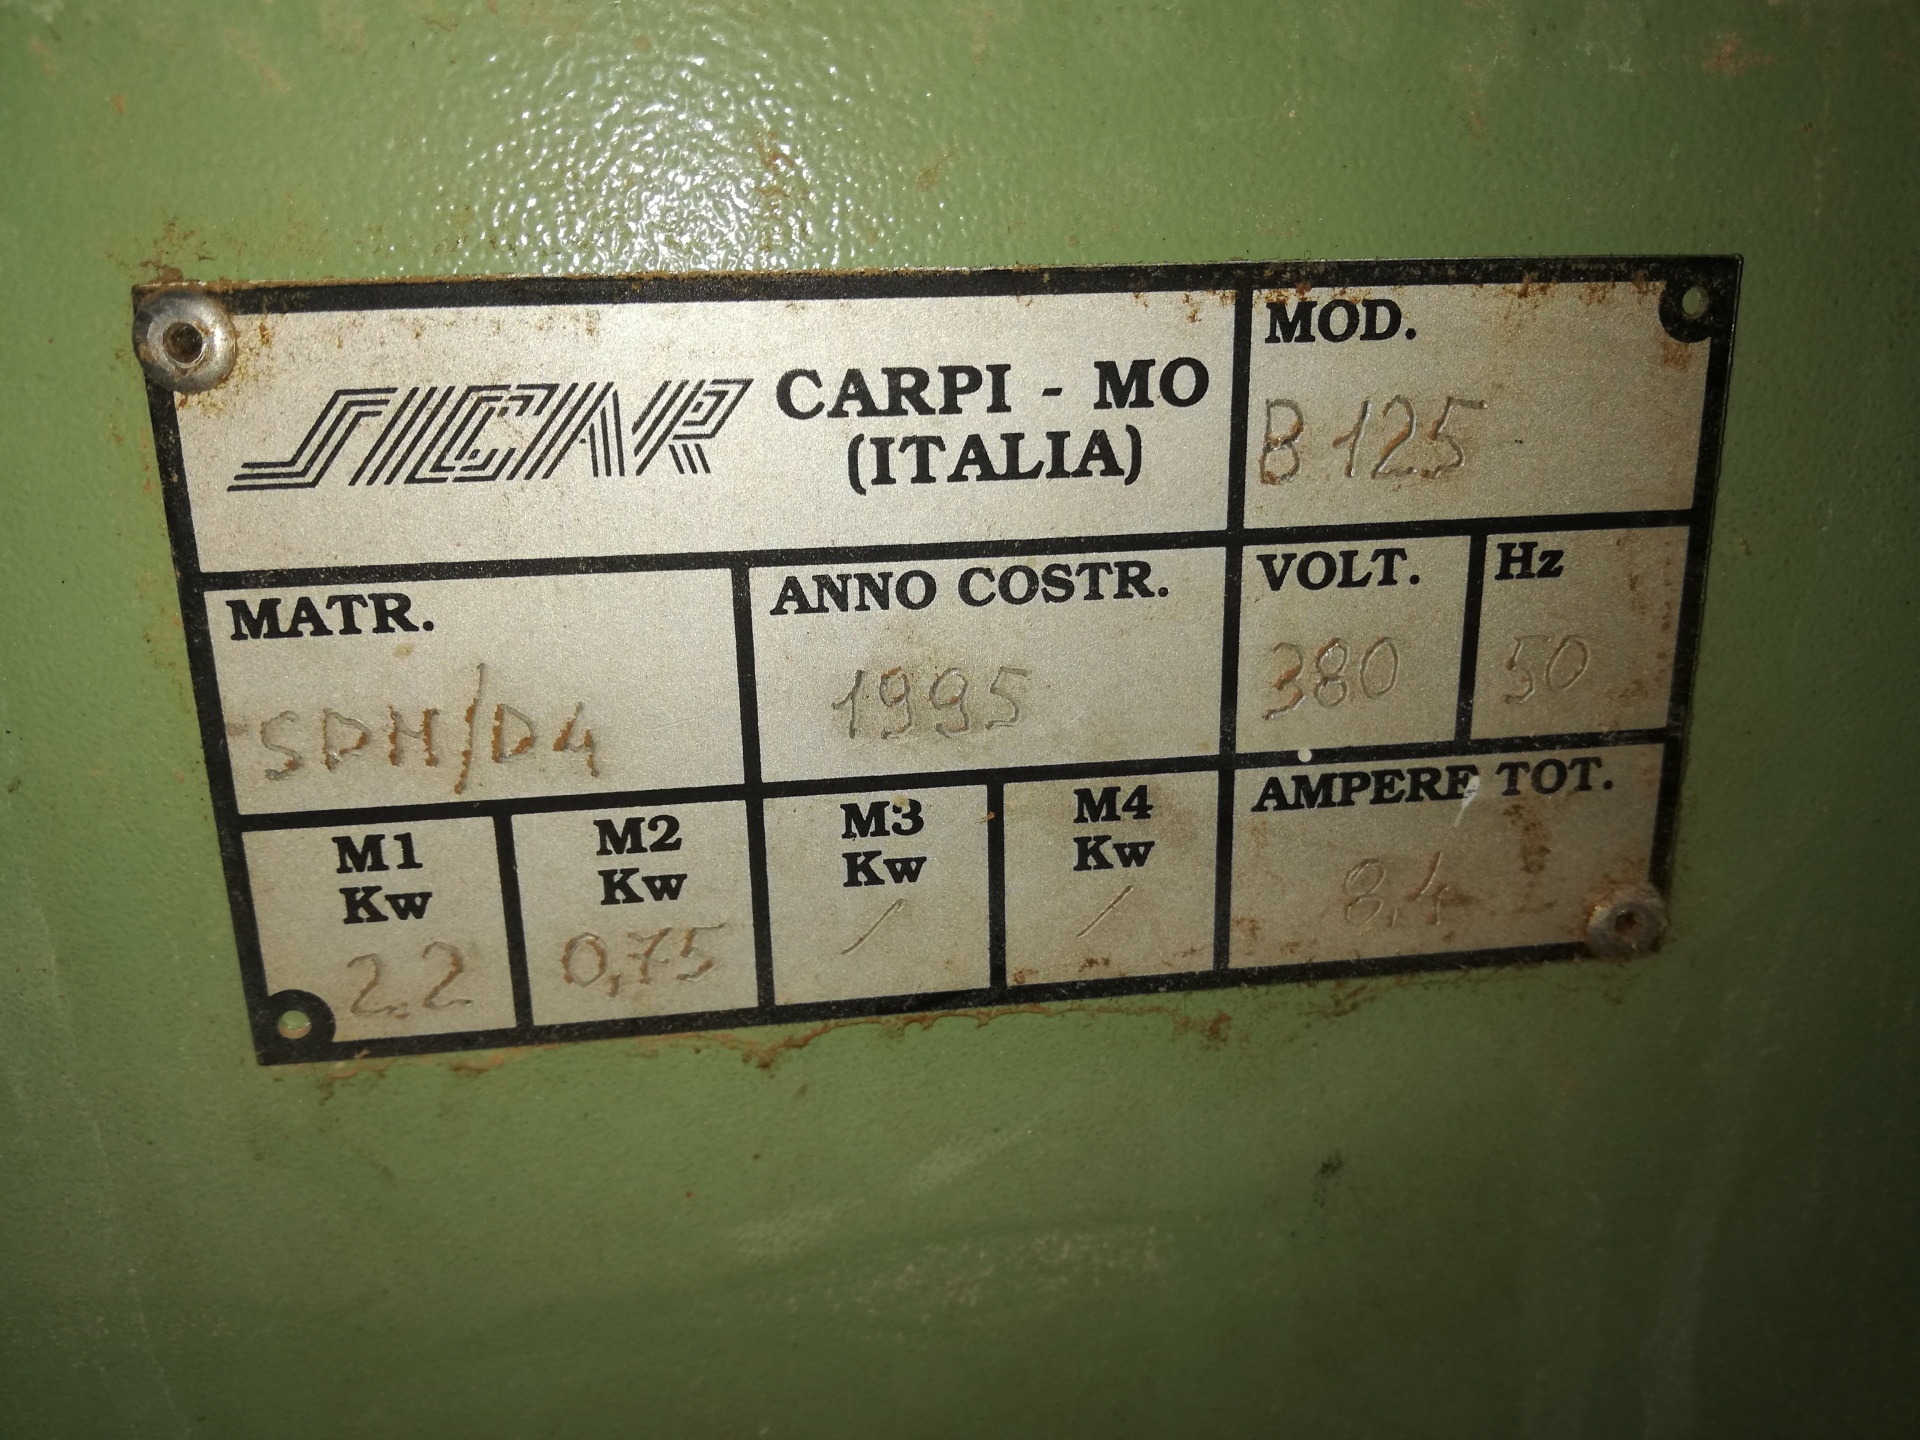 SICAR CARPI - MO
(ITALIA)
MOD.
B 125
MATR.
SDH/D4
ANNO COSTR.
1995
VOLT.
380
Hz
50
M1
Kw
2.2
M2
Kw
0,75
M3
Kw
/
M4
Kw
/
AMPERE TOT.
8,4